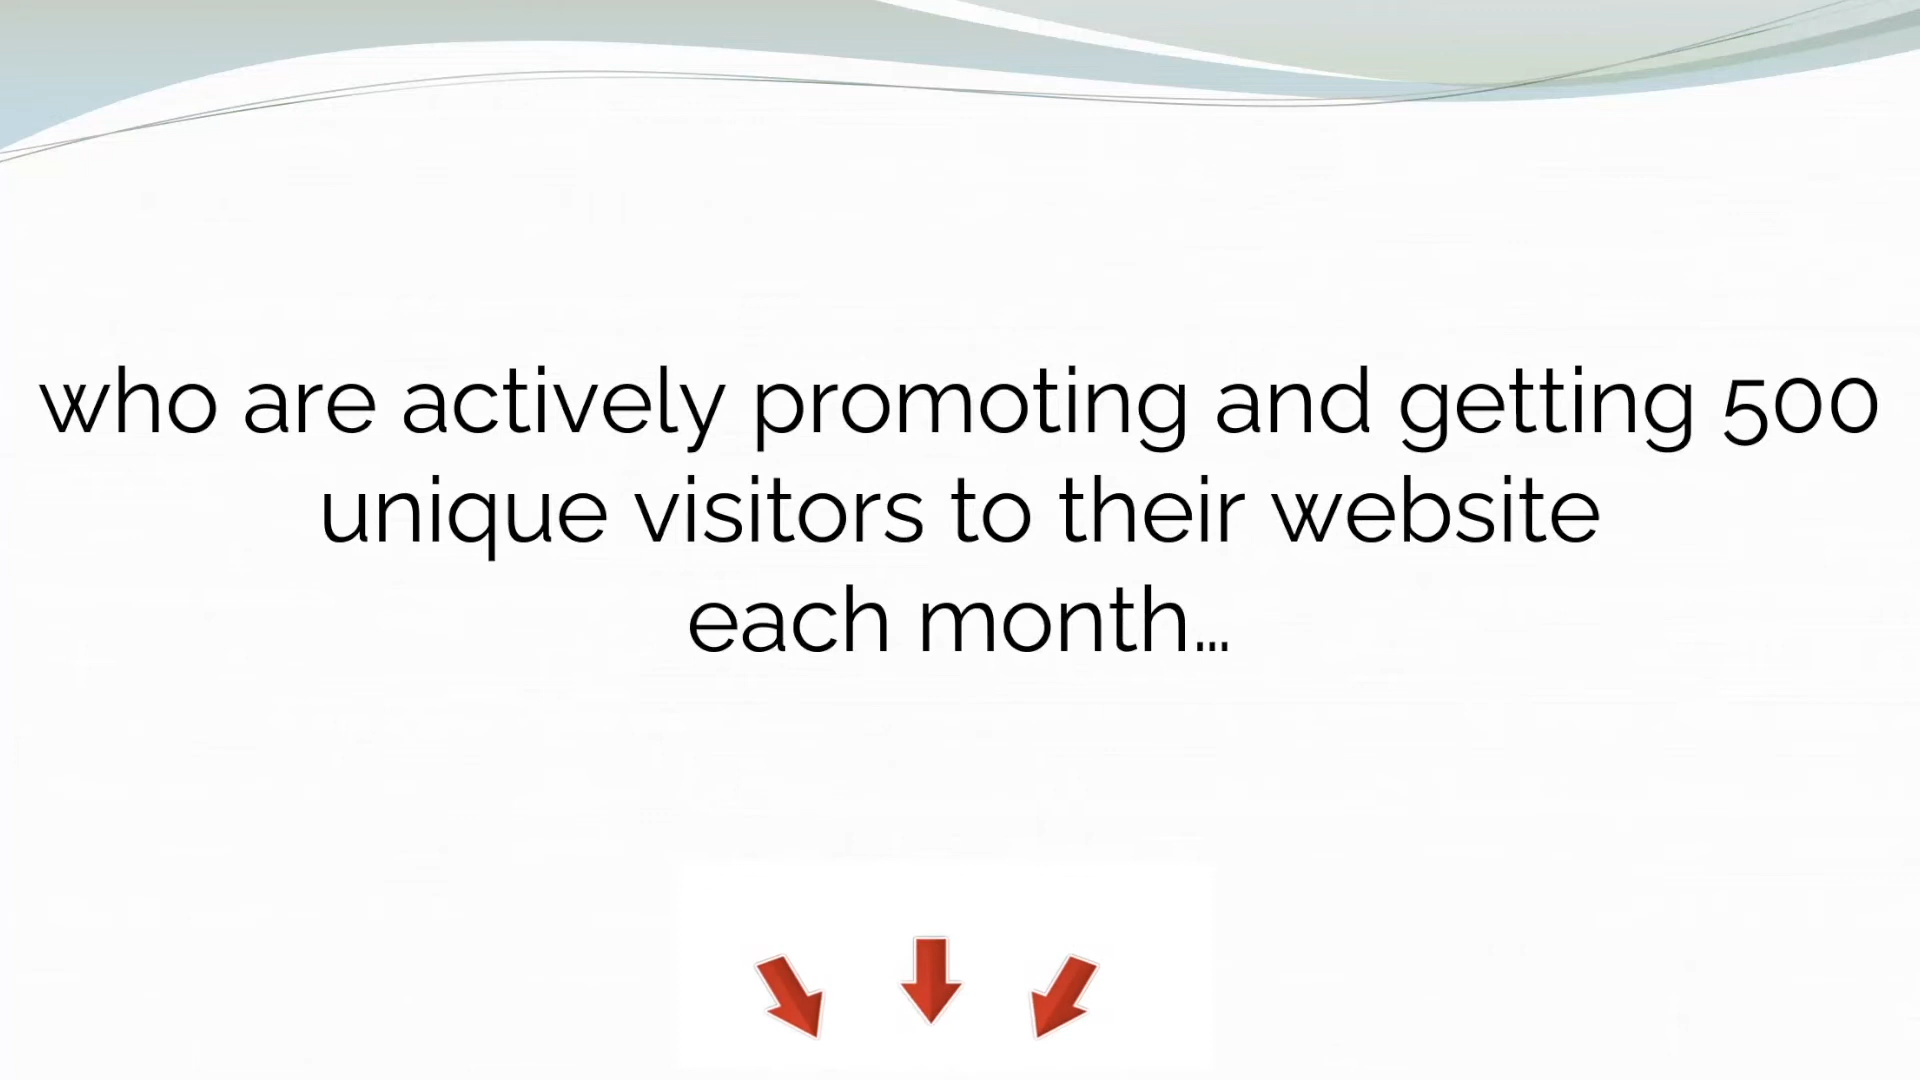 who are actively promoting and getting 500
unique visitors to their website
each month...